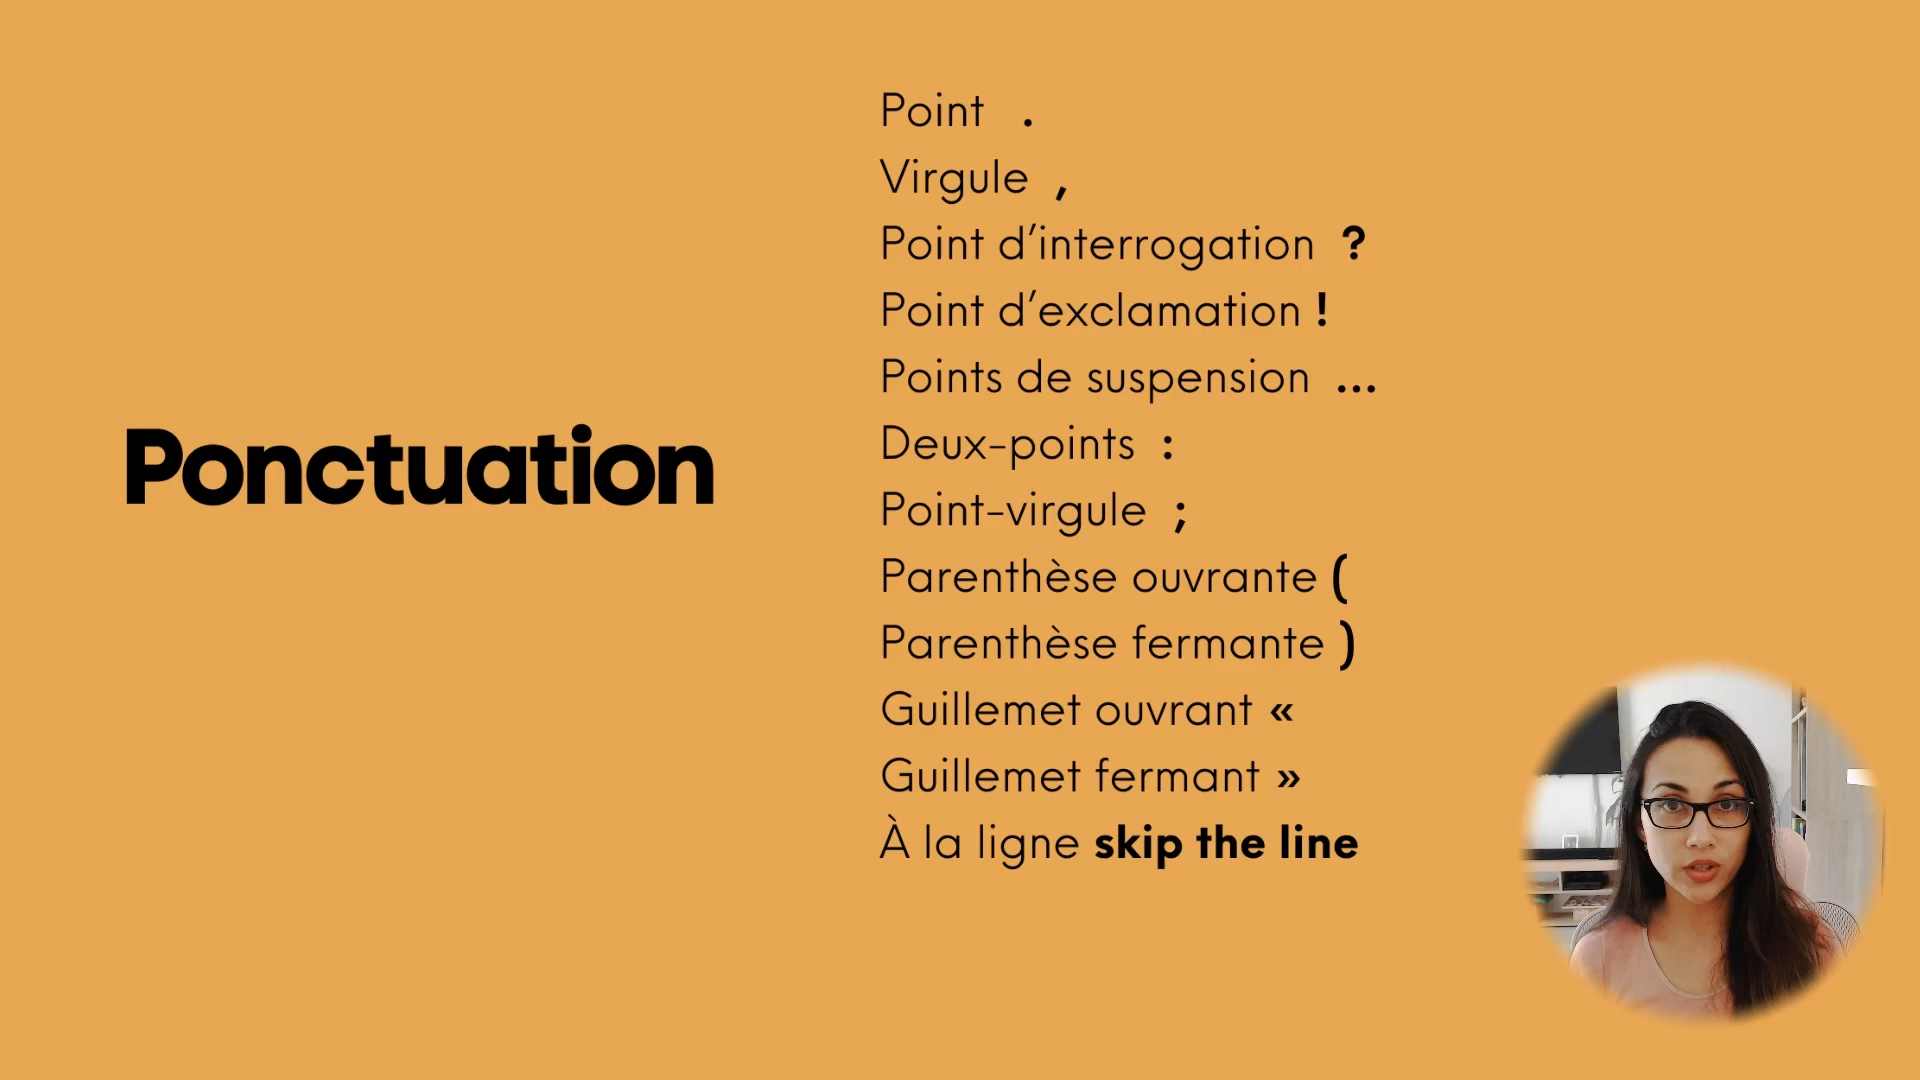 Ponctuation
Point .
Virgule ,
Point d’interrogation ?
Point d’exclamation !
Points de suspension ...
Deux-points :
Point-virgule ;
Parenthèse ouvrante (
Parenthèse fermante )
Guillemet ouvrant «
Guillemet fermant »
À la ligne skip the line